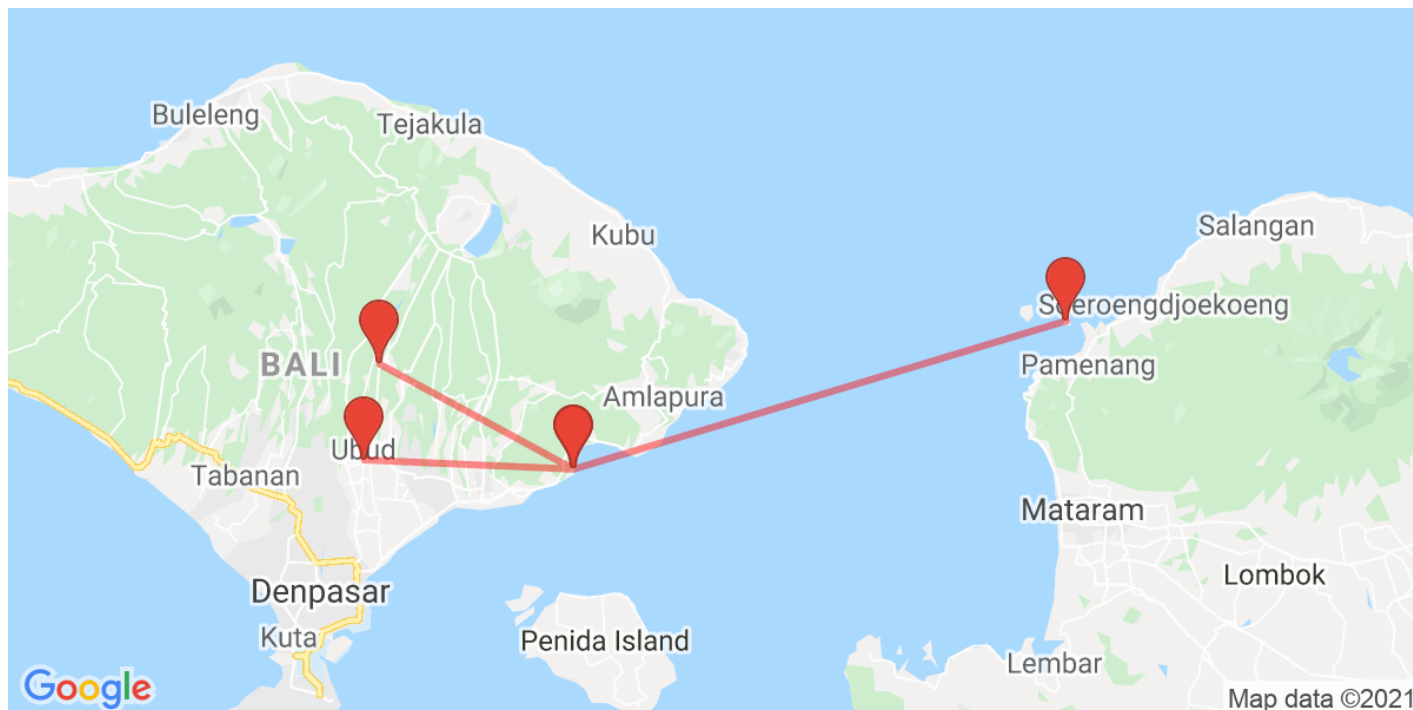 Buleleng
Tejakula
Kubu
Salangan
Soeroengdjoekoeng
BALI
Pamenang
Amlapura
Ubud
Tabanan
Mataram
Lombok
Denpasar
Kuta
Penida Island
Lembar
Google
Map data ©2021